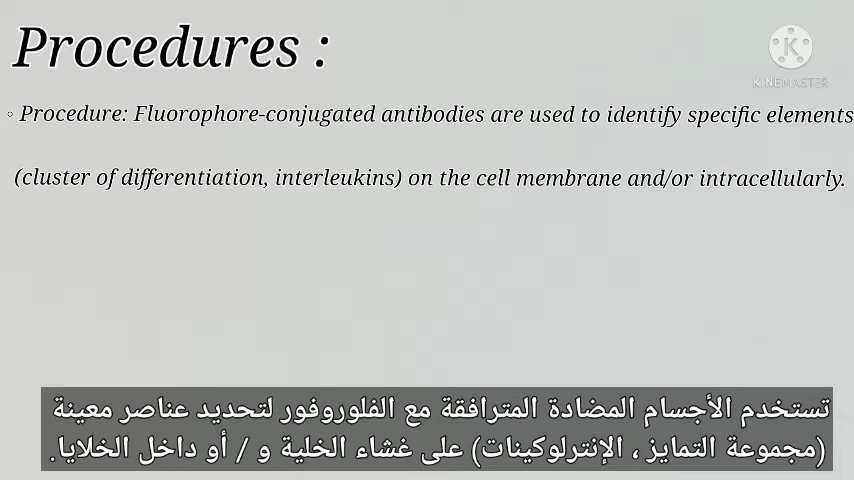 Procedures :
K
KINEMASTER
◦ Procedure: Fluorophore-conjugated antibodies are used to identify specific elements
(cluster of differentiation, interleukins) on the cell membrane and/or intracellularly.
تستخدم الأجسام المضادة المترافقة مع الفلوروفور لتحديد عناصر معينة
(مجموعة التمايز ، الإنترلوكينات) على غشاء الخلية و / أو داخل الخلايا.